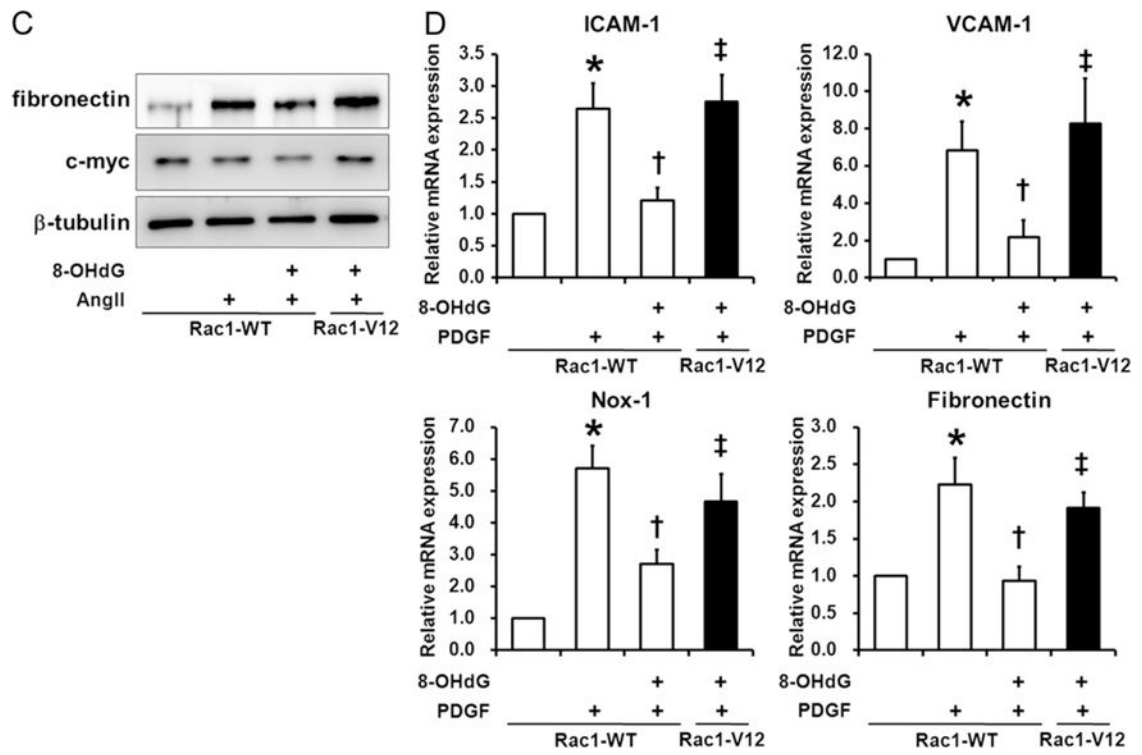 C
fibronectin
c-myc
β-tubulin
8-OHdG + +
AngII + + +
Rac1-WT Rac1-V12
D
ICAM-1
Relative mRNA expression
3.5
3.0
2.5
2.0
1.5
1.0
0.5
0.0
* † ‡
8-OHdG + +
PDGF + + +
Rac1-WT Rac1-V12
VCAM-1
Relative mRNA expression
12.0
10.0
8.0
6.0
4.0
2.0
0.0
* † ‡
8-OHdG + +
PDGF + + +
Rac1-WT Rac1-V12
Nox-1
Relative mRNA expression
7.0
6.0
5.0
4.0
3.0
2.0
1.0
0.0
* † ‡
8-OHdG + +
PDGF + + +
Rac1-WT Rac1-V12
Fibronectin
Relative mRNA expression
3.0
2.5
2.0
1.5
1.0
0.5
0.0
* † ‡
8-OHdG + +
PDGF + + +
Rac1-WT Rac1-V12